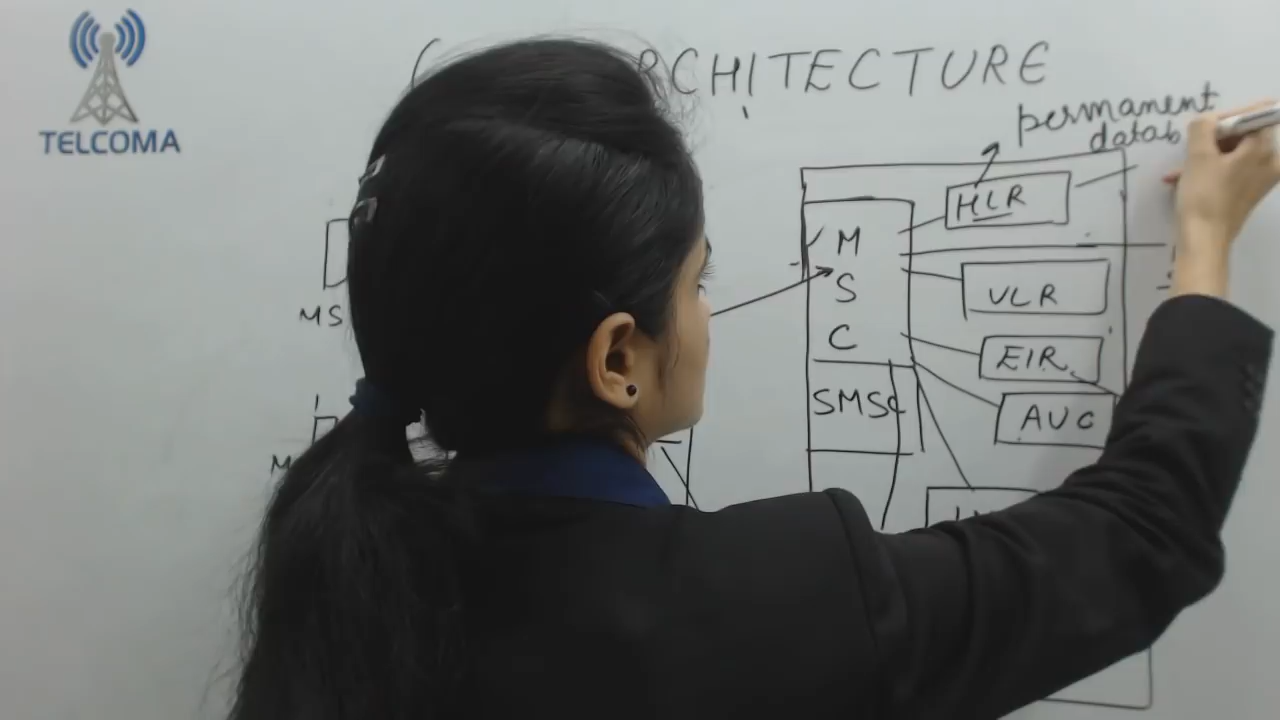 RCHITECTURE
TELCOMA
permanent
datab
HLR
M
S
C
VLR
MS
EIR
SMSC
AUC
M